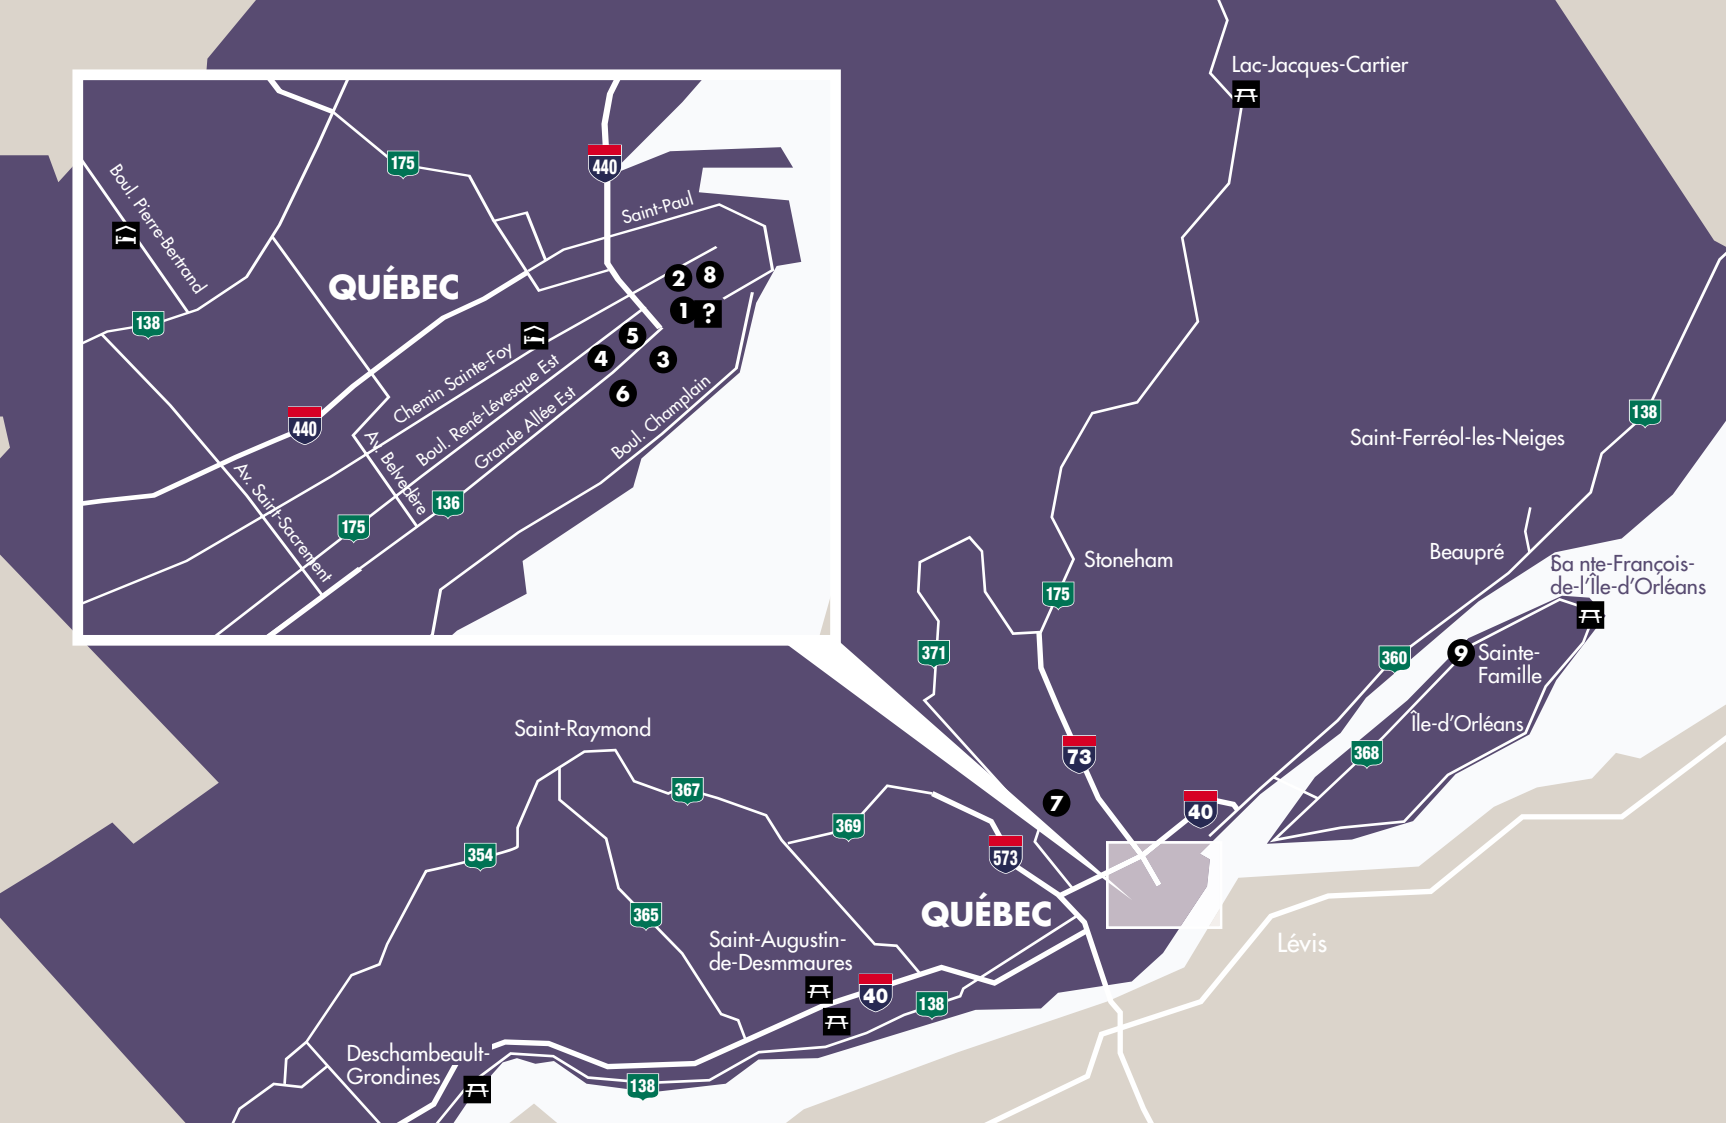 Lac-Jacques-Cartier
175
440
Boul. Pierre-Bertrand
Saint-Paul
QUÉBEC
2
8
1
?
138
5
4
3
6
Chemin Sainte-Foy
Boul. René-Lévesque Est
Grande Allée Est
Boul. Champlain
440
Av. Belvedère
Av. Saint-Sacrement
136
175
138
Saint-Ferréol-les-Neiges
Beaupré
Stoneham
175
Sa nte-François-
de-l'Île-d'Orléans
371
360
9
Sainte-
Famille
Île-d'Orléans
368
Saint-Raymond
73
367
7
40
369
354
573
365
QUÉBEC
Saint-Augustin-
de-Desmmaures
Lévis
40
138
Deschambeault-
Grondines
138